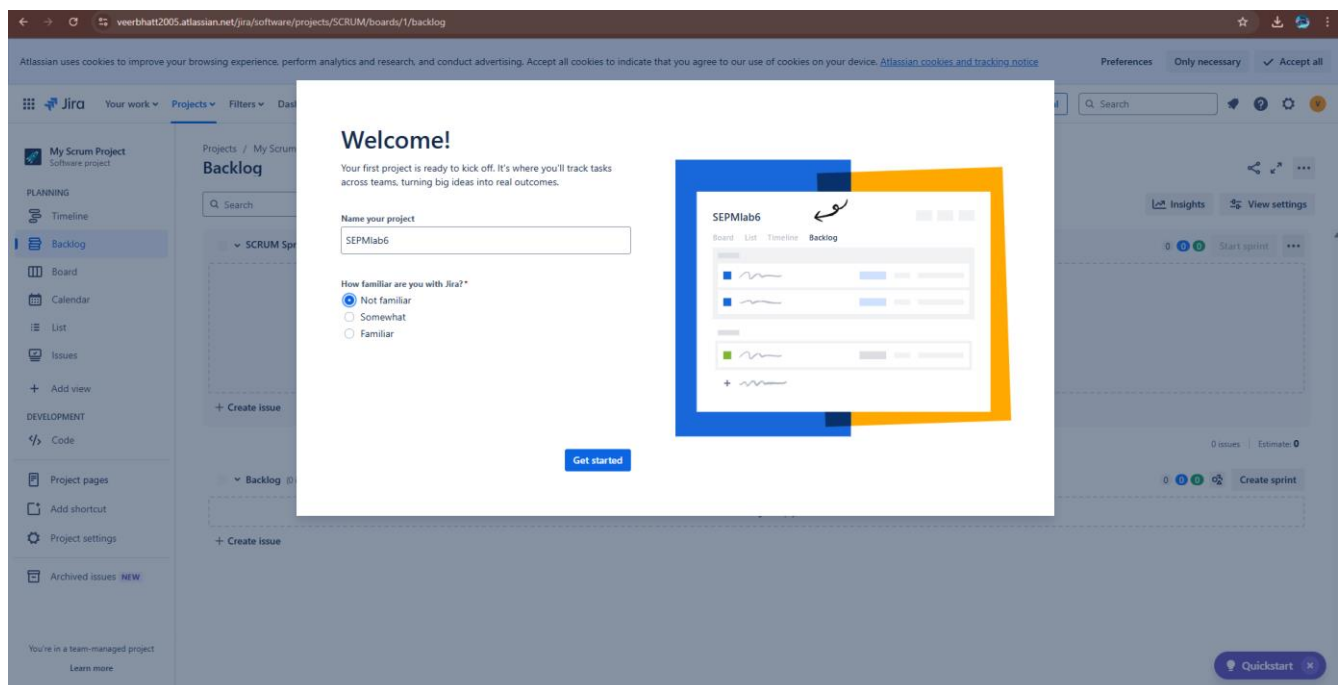 veerbhatt2005.atlassian.net/jira/software/projects/SCRUM/boards/1/backlog
Atlassian uses cookies to improve your browsing experience, perform analytics and research, and conduct advertising. Accept all cookies to indicate that you agree to our use of cookies on your device. Atlassian cookies and tracking notice
Preferences
Only necessary
Accept all
Jira
Your work
Projects
Filters
Search
V
My Scrum Project
Software project
PLANNING
Timeline
Backlog
Board
Calendar
List
Issues
Add view
DEVELOPMENT
Code
Project pages
Add shortcut
Project settings
Archived issues NEW
You're in a team-managed project
Learn more
Projects / My Scrum
Backlog
Search
Insights
View settings
SCRUM Spr
0 0 0 Start sprint
+ Create issue
0 issues Estimate: 0
Backlog
0 0 0 Create sprint
+ Create issue
Welcome!
Your first project is ready to kick off. It's where you'll track tasks
across teams, turning big ideas into real outcomes.
Name your project
SEPMlab6
How familiar are you with Jira?*
Not familiar
Somewhat
Familiar
Get started
SEPMlab6
Board List Timeline Backlog
Quickstart